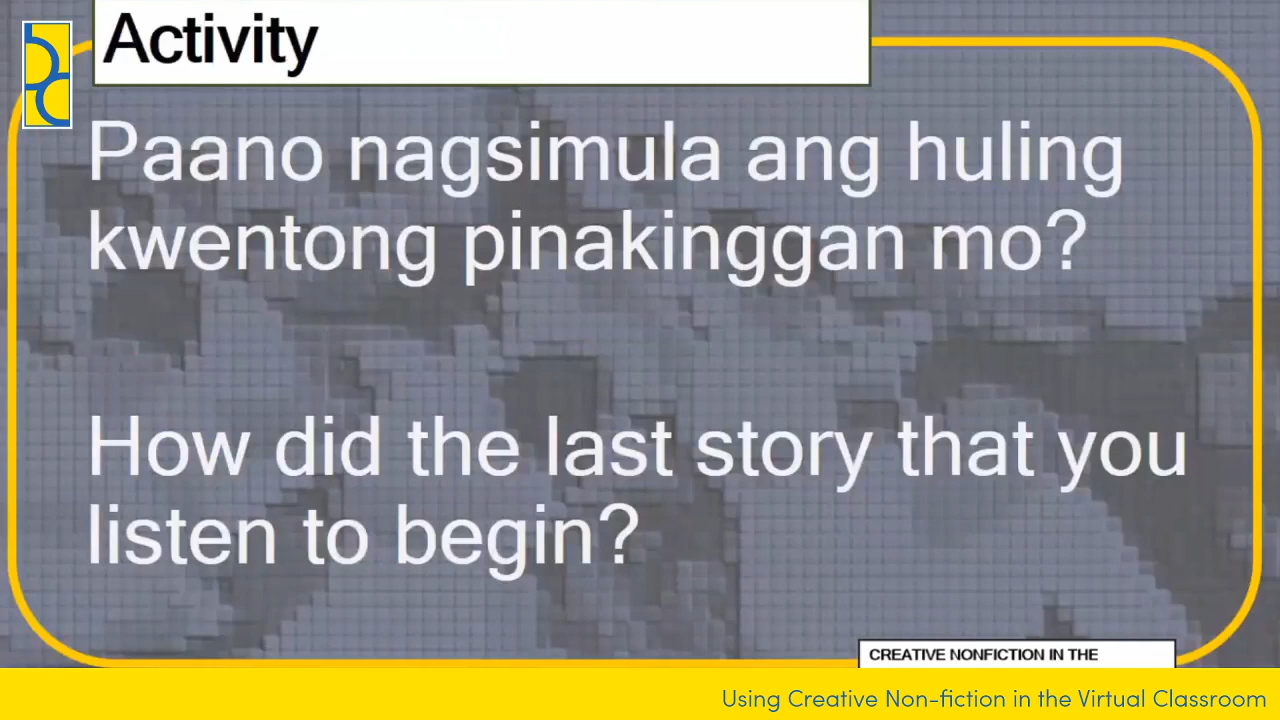 Activity
Paano nagsimula ang huling
kwentong pinakinggan mo?
How did the last story that you
listen to begin?
CREATIVE NONFICTION IN THE
Using Creative Non-fiction in the Virtual Classroom